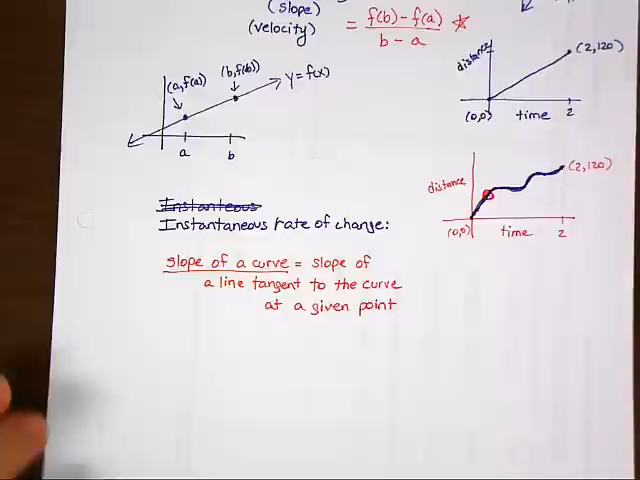 (slope)
(velocity)
= f(b) - f(a) *
b - a
(a, f(a))
(b, f(b))
y = f(x)
a
b
distance
(2, 120)
(0,0)
time
2
distance
(2, 120)
(0,0)
time
2
Instanteous
Instantaneous rate of change:
slope of a curve = slope of
a line tangent to the curve
at a given point